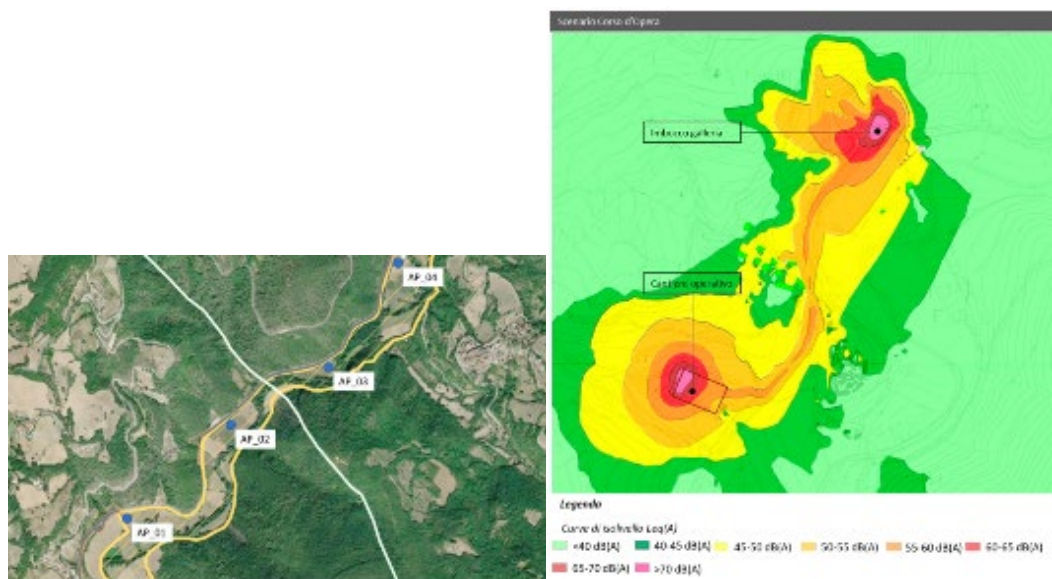 Scenario Corso d'Opera
Imbocco galleria
Cantiere operativo
AP_04
AP_03
AP_02
AP_01
Legenda
Curve di isolivello Leq(A)
<40 dB(A) 40-45 dB(A) 45-50 dB(A) 50-55 dB(A) 55-60 dB(A) 60-65 dB(A)
65-70 dB(A) >70 dB(A)